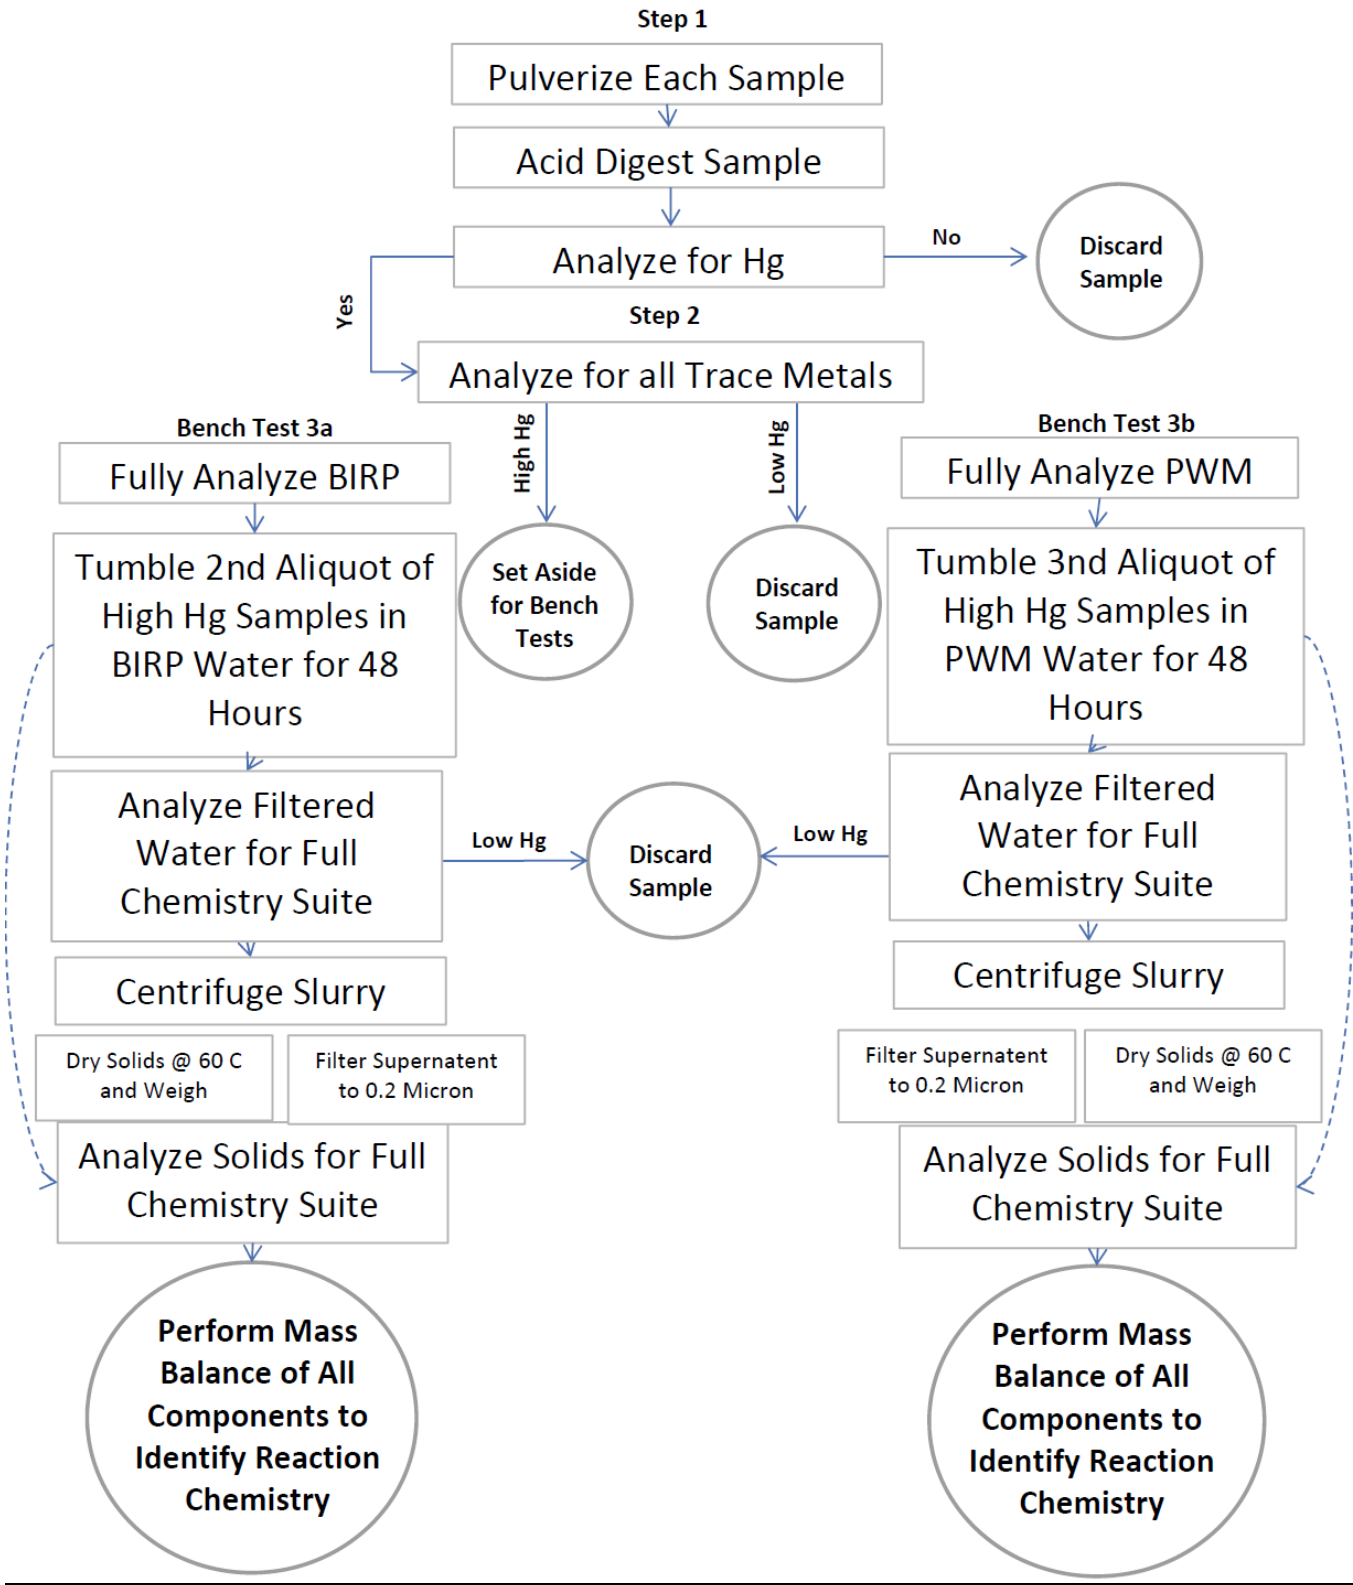 Step 1
Pulverize Each Sample
Acid Digest Sample
Analyze for Hg
No
Discard
Sample
Yes
Step 2
Analyze for all Trace Metals
High Hg
Low Hg
Set Aside
for Bench
Tests
Discard
Sample
Bench Test 3a
Fully Analyze BIRP
Tumble 2nd Aliquot of
High Hg Samples in
BIRP Water for 48
Hours
Analyze Filtered
Water for Full
Chemistry Suite
Low Hg
Discard
Sample
Low Hg
Centrifuge Slurry
Dry Solids @ 60 C
and Weigh
Filter Supernatent
to 0.2 Micron
Analyze Solids for Full
Chemistry Suite
Perform Mass
Balance of All
Components to
Identify Reaction
Chemistry
Bench Test 3b
Fully Analyze PWM
Tumble 3nd Aliquot of
High Hg Samples in
PWM Water for 48
Hours
Analyze Filtered
Water for Full
Chemistry Suite
Centrifuge Slurry
Filter Supernatent
to 0.2 Micron
Dry Solids @ 60 C
and Weigh
Analyze Solids for Full
Chemistry Suite
Perform Mass
Balance of All
Components to
Identify Reaction
Chemistry